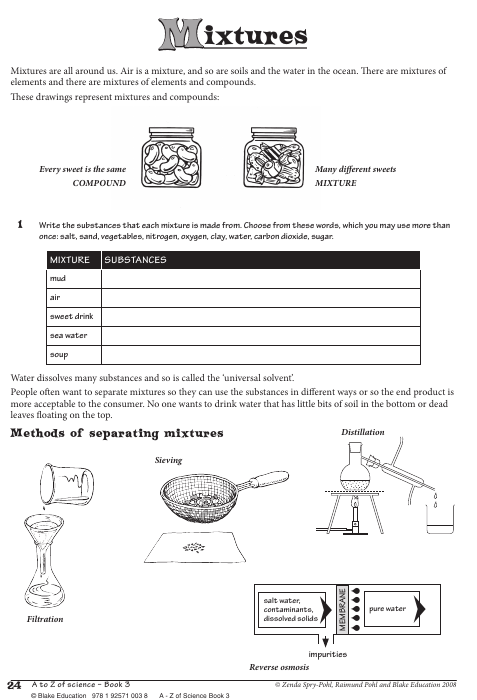 Mixtures
Mixtures are all around us. Air is a mixture, and so are soils and the water in the ocean. There are mixtures of
elements and there are mixtures of elements and compounds.
These drawings represent mixtures and compounds:
Every sweet is the same
COMPOUND
Many different sweets
MIXTURE
1 Write the substances that each mixture is made from. Choose from these words, which you may use more than
once: salt, sand, vegetables, nitrogen, oxygen, clay, water, carbon dioxide, sugar.
MIXTURE SUBSTANCES
mud
air
sweet drink
sea water
soup
Water dissolves many substances and so is called the 'universal solvent'.
People often want to separate mixtures so they can use the substances in different ways or so the end product is
more acceptable to the consumer. No one wants to drink water that has little bits of soil in the bottom or dead
leaves floating on the top.
Methods of separating mixtures
Distillation
Sieving
Filtration
salt water,
contaminants,
dissolved solids
MEMBRANE
pure water
impurities
Reverse osmosis
24 A to Z of science – Book 3
© Zenda Spry-Pohl, Raimund Pohl and Blake Education 2008
© Blake Education 978 1 92571 003 8 A - Z of Science Book 3